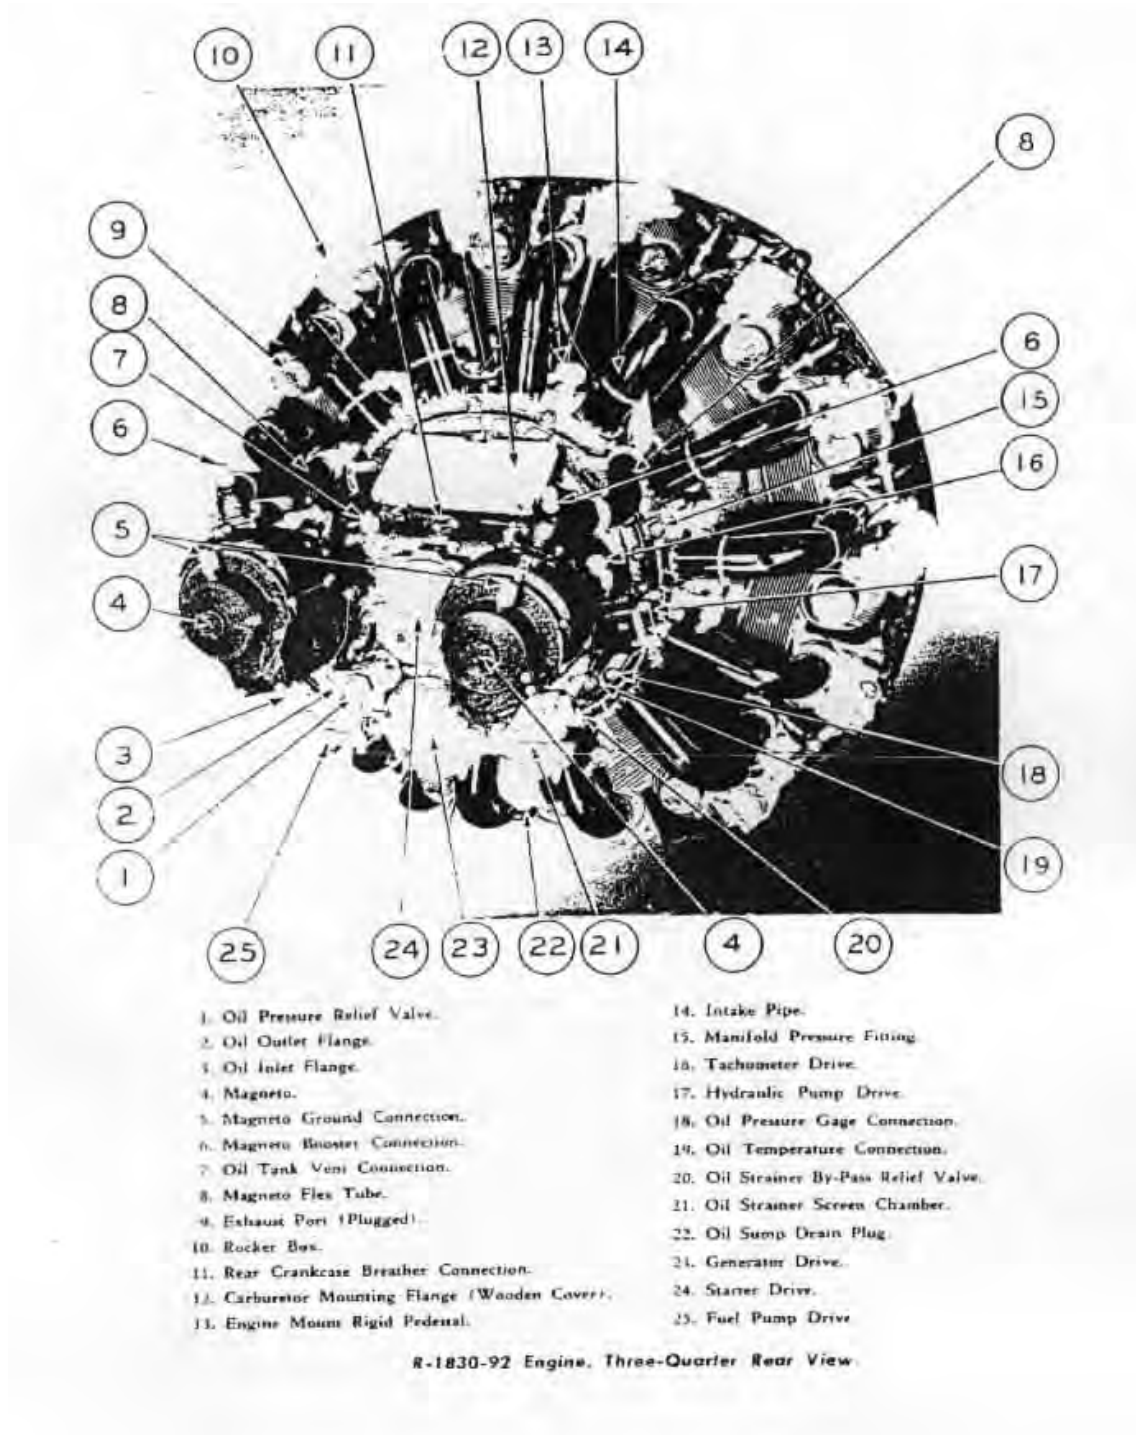 10 11 12 13 14
8
9
8
7
6
6
15
5
16
4
17
3
2
18
1
19
25 24 23 22 21 4 20
1. Oil Pressure Relief Valve.
2. Oil Outlet Flange.
3. Oil Inlet Flange.
4. Magneto.
5. Magneto Ground Connection.
6. Magneto Booster Connection.
7. Oil Tank Vent Connection.
8. Magneto Flex Tube.
9. Exhaust Port (Plugged).
10. Rocker Box.
11. Rear Crankcase Breather Connection.
12. Carburetor Mounting Flange (Wooden Cover).
13. Engine Mount Rigid Pedestal.
14. Intake Pipe.
15. Manifold Pressure Fitting
16. Tachometer Drive.
17. Hydraulic Pump Drive.
18. Oil Pressure Gage Connection.
19. Oil Temperature Connection.
20. Oil Strainer By-Pass Relief Valve.
21. Oil Strainer Screen Chamber.
22. Oil Sump Drain Plug.
23. Generator Drive.
24. Starter Drive.
25. Fuel Pump Drive
R-1830-92 Engine, Three-Quarter Rear View